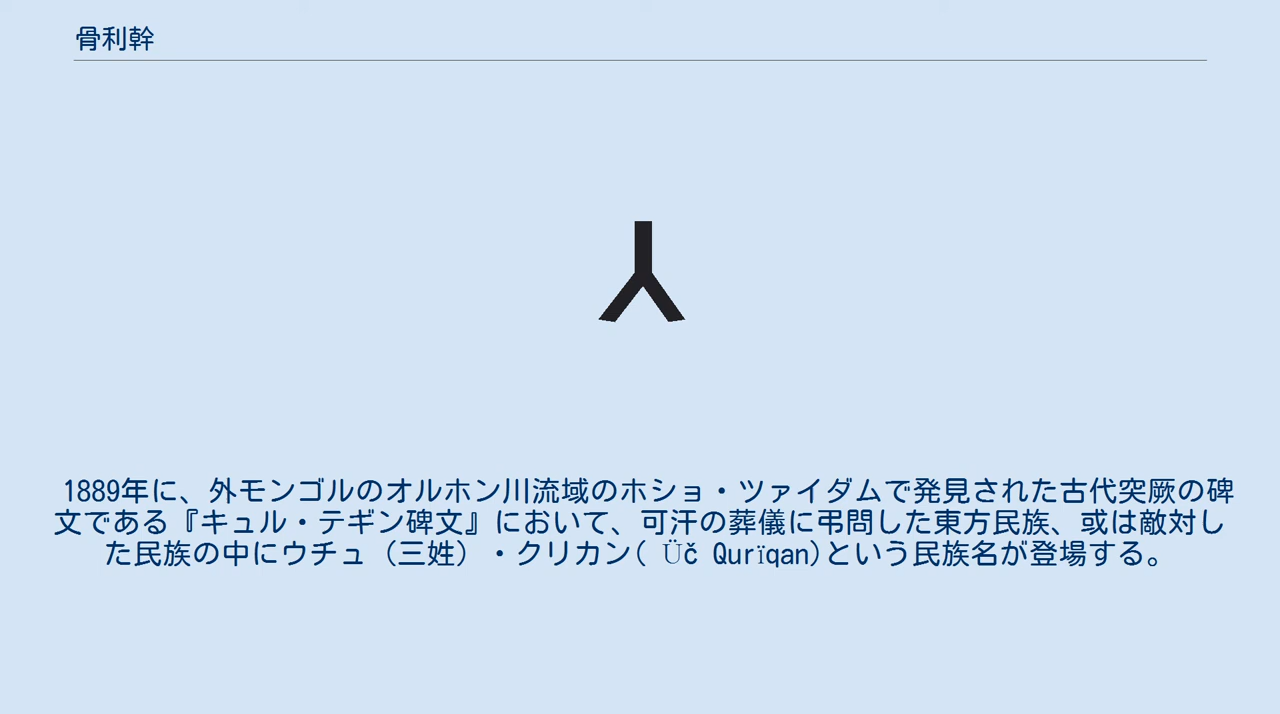 骨利幹
1889年に、外モンゴルのオルホン川流域のホショ・ツァイダムで発見された古代突厥の碑
文である『キュル・テギン碑文』において、可汗の葬儀に弔問した東方民族、或は敵対し
た民族の中にウチュ（三姓）・クリカン( Üč Qurïqan)という民族名が登場する。